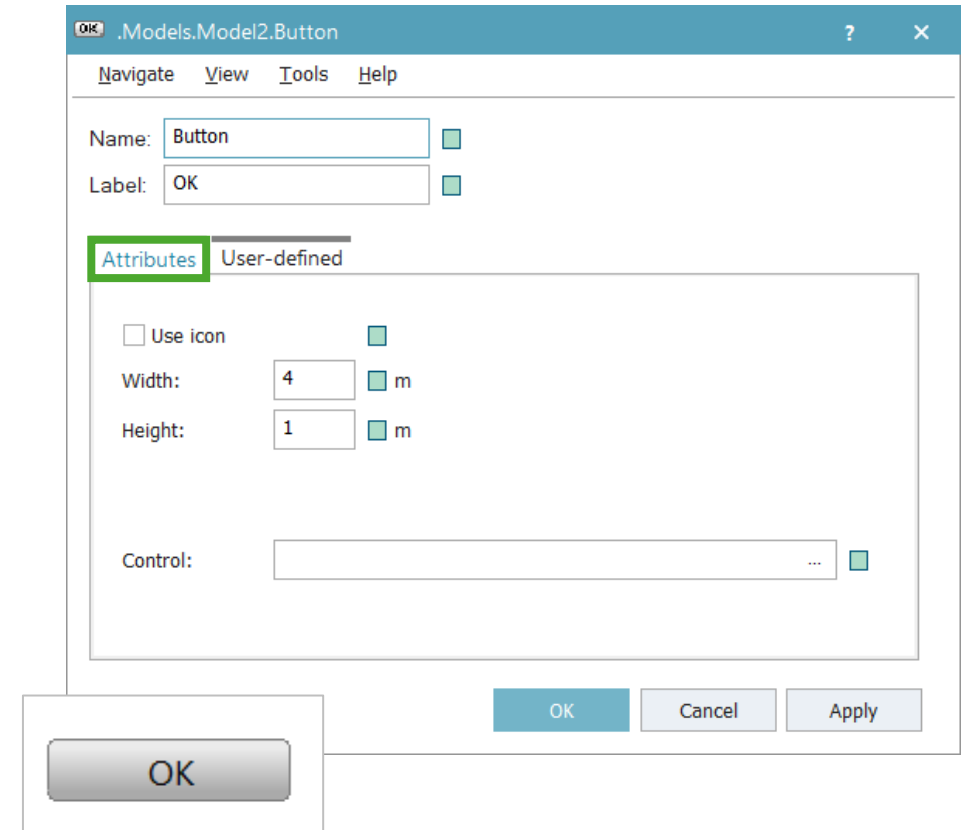 OK .Models.Model2.Button ? ×
Navigate View Tools Help
Name: Button
Label: OK
Attributes User-defined
Use icon
Width: 4 m
Height: 1 m
Control: ...
OK Cancel Apply
OK